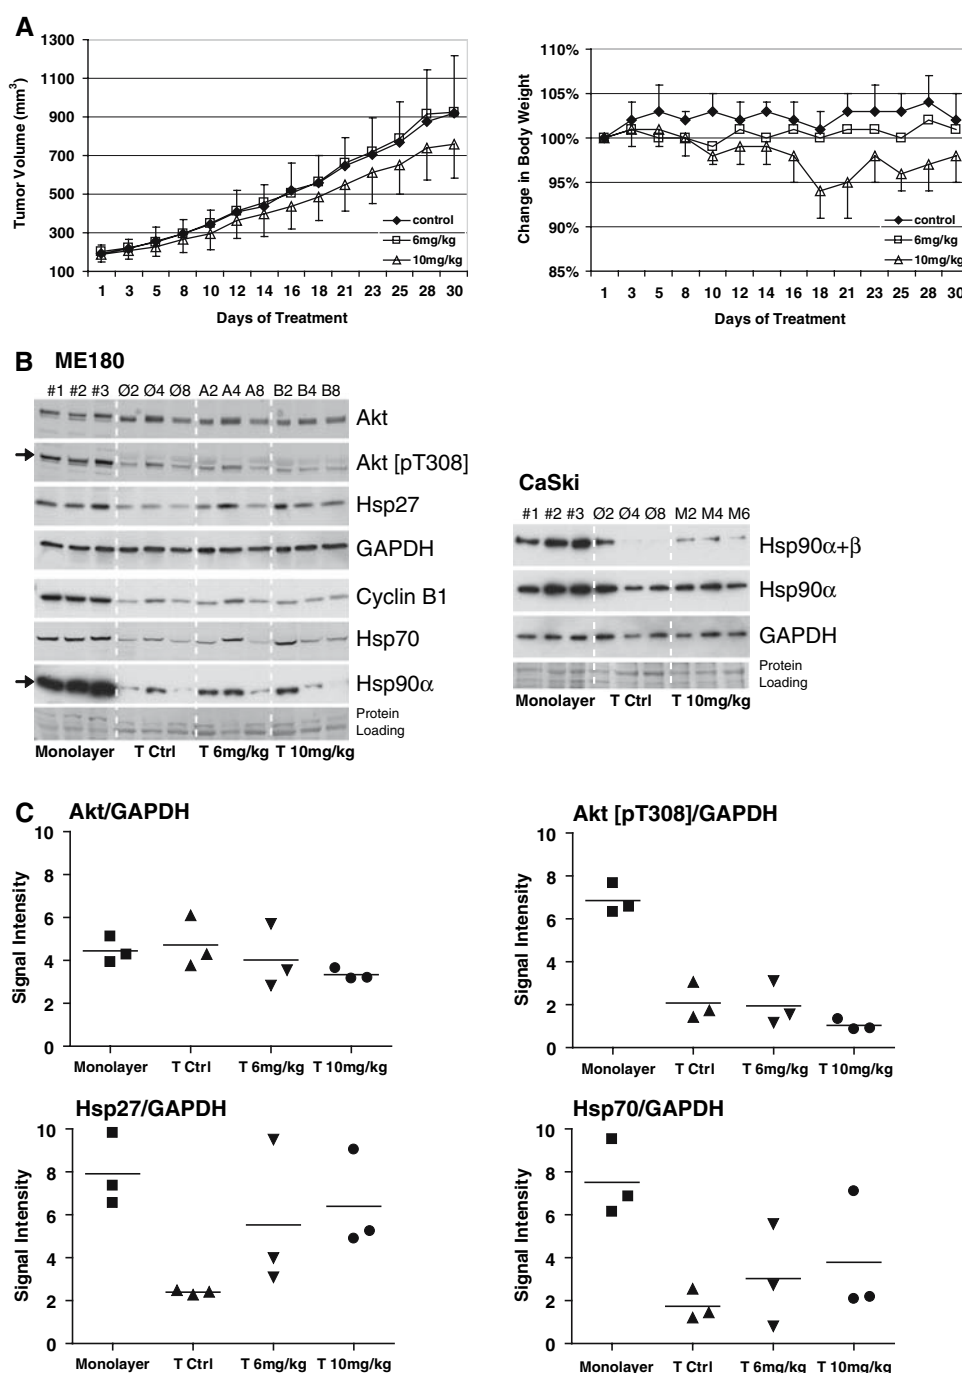 A
Tumor Volume (mm³)
1300
1100
900
700
500
300
100
control
6mg/kg
10mg/kg
1 3 5 8 10 12 14 16 18 21 23 25 28 30
Days of Treatment
Change in Body Weight
110%
105%
100%
95%
90%
85%
control
6mg/kg
10mg/kg
1 3 5 8 10 12 14 16 18 21 23 25 28 30
Days of Treatment
B ME180
#1 #2 #3 Ø2 Ø4 Ø8 A2 A4 A8 B2 B4 B8
Akt
Akt [pT308]
Hsp27
GAPDH
Cyclin B1
Hsp70
Hsp90α
Protein
Loading
Monolayer T Ctrl T 6mg/kg T 10mg/kg
CaSki
#1 #2 #3 Ø2 Ø4 Ø8 M2 M4 M6
Hsp90α+β
Hsp90α
GAPDH
Protein
Loading
Monolayer T Ctrl T 10mg/kg
C
Akt/GAPDH
Signal Intensity
10
8
6
4
2
0
Monolayer T Ctrl T 6mg/kg T 10mg/kg
Akt [pT308]/GAPDH
Signal Intensity
10
8
6
4
2
0
Monolayer T Ctrl T 6mg/kg T 10mg/kg
Hsp27/GAPDH
Signal Intensity
10
8
6
4
2
0
Monolayer T Ctrl T 6mg/kg T 10mg/kg
Hsp70/GAPDH
Signal Intensity
10
8
6
4
2
0
Monolayer T Ctrl T 6mg/kg T 10mg/kg